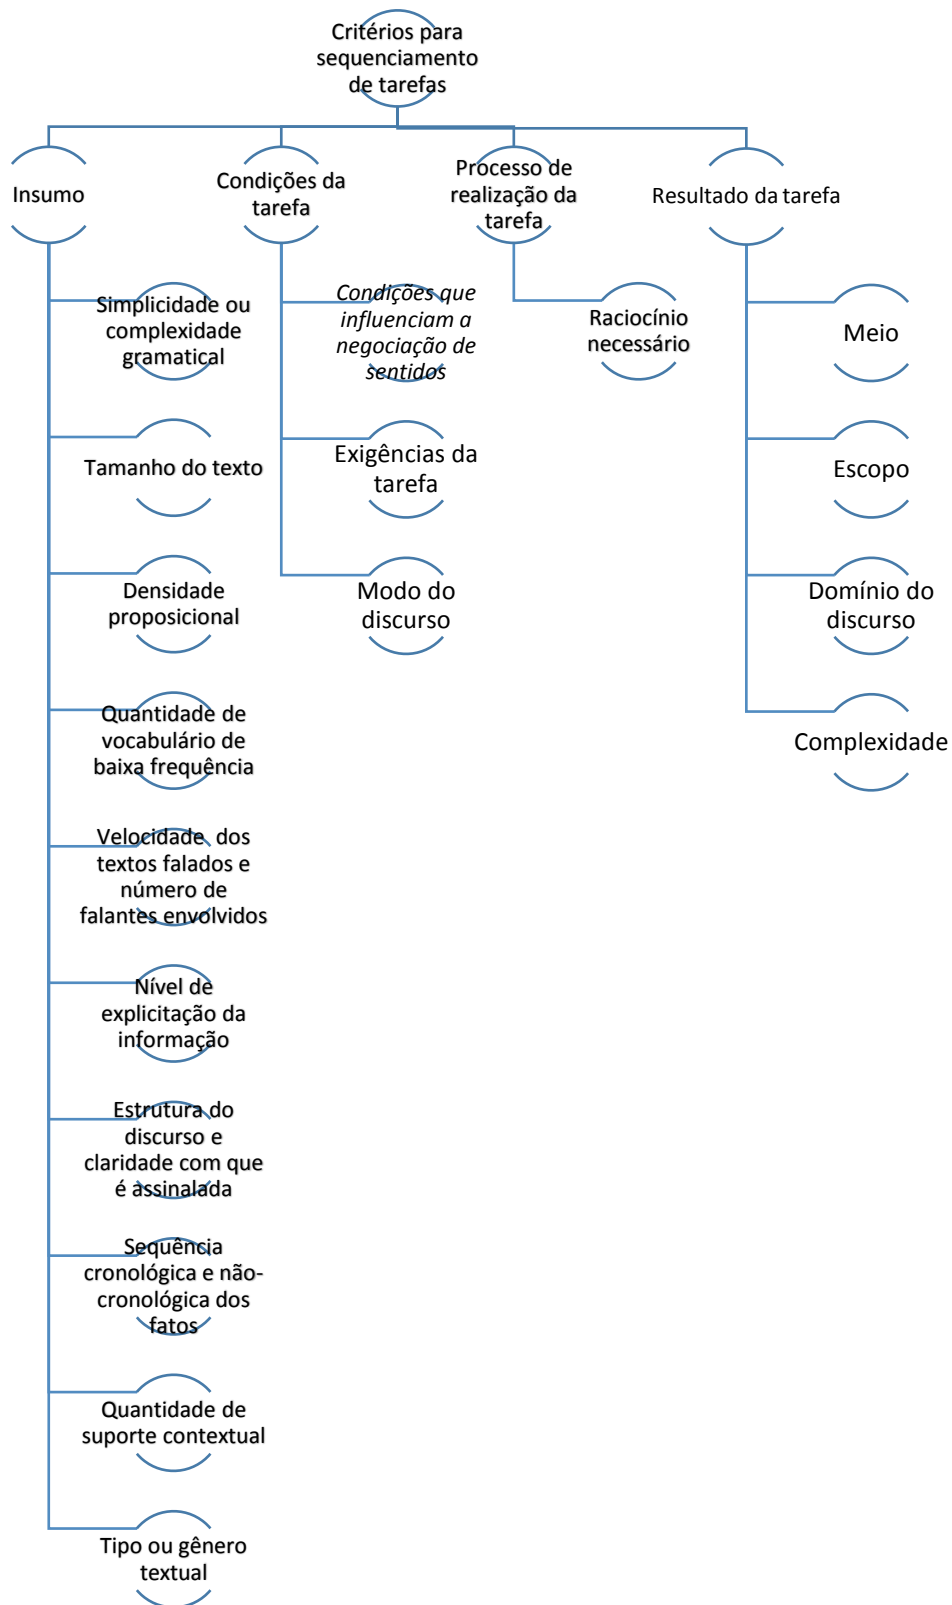 Critérios para
sequenciamento
de tarefas
Insumo
Condições da
tarefa
Processo de
realização da
tarefa
Resultado da tarefa
Simplicidade ou
complexidade
gramatical
Tamanho do texto
Densidade
proposicional
Quantidade de
vocabulário de
baixa frequência
Velocidade dos
textos falados e
número de
falantes envolvidos
Nível de
explicitação da
informação
Estrutura do
discurso e
claridade com que
é assinalada
Sequência
cronológica e não-
cronológica dos
fatos
Quantidade de
suporte contextual
Tipo ou gênero
textual
Condições que
influenciam a
negociação de
sentidos
Exigências da
tarefa
Modo do
discurso
Raciocínio
necessário
Meio
Escopo
Domínio do
discurso
Complexidade